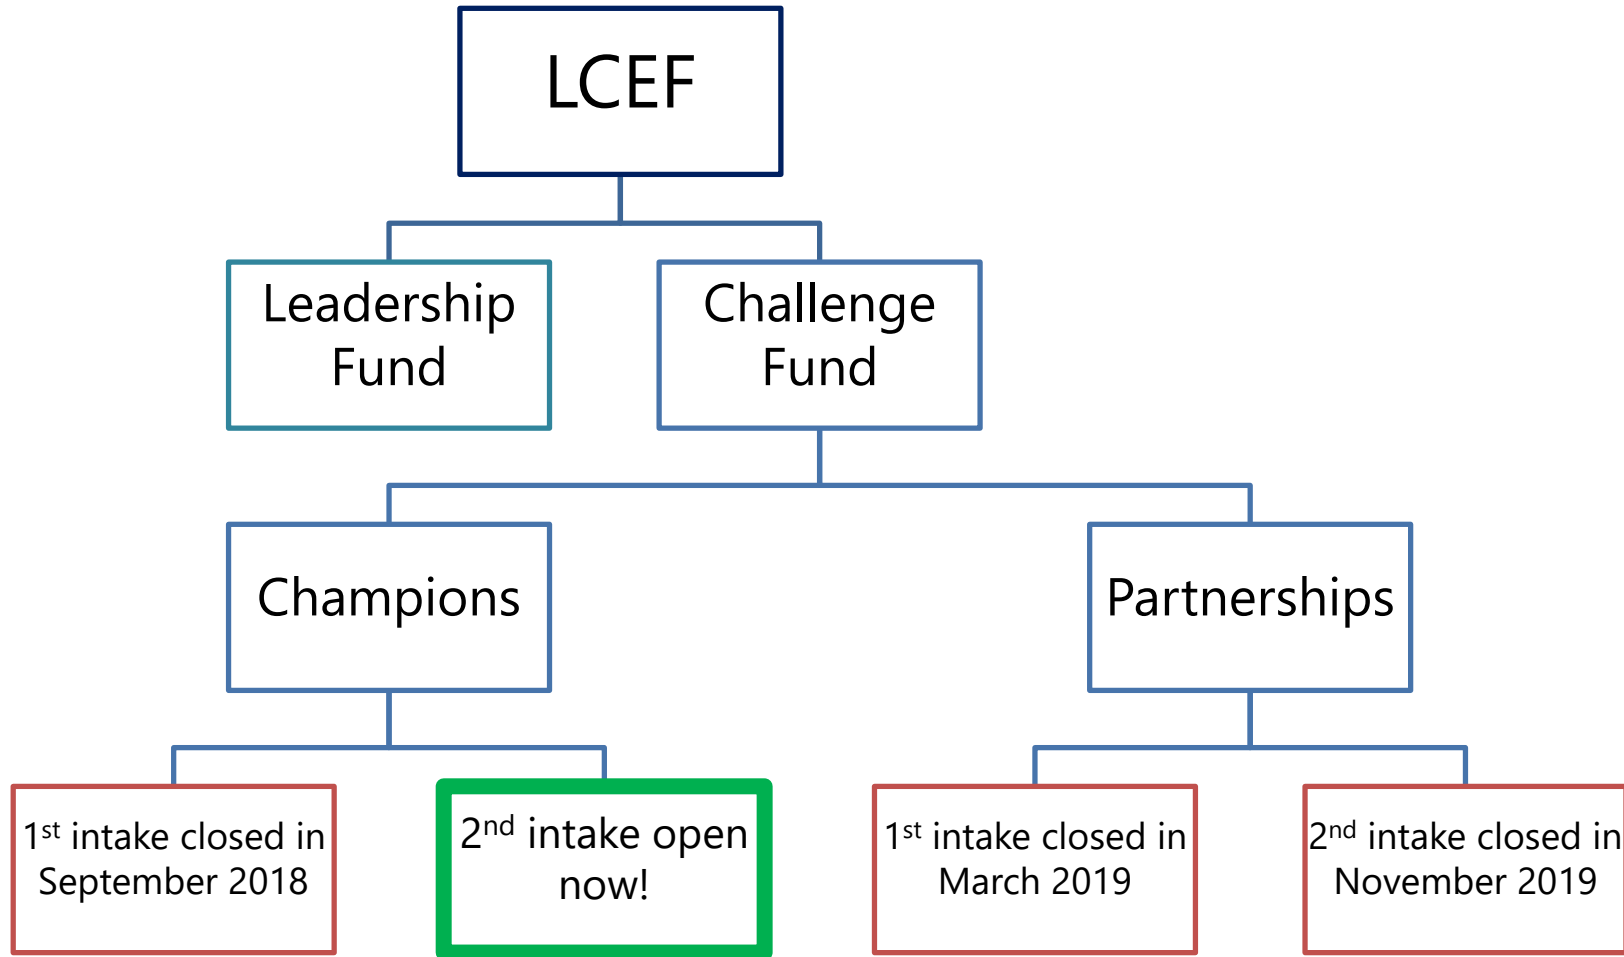 LCEF
Leadership
Fund
Challenge
Fund
Champions
Partnerships
1st intake closed in
September 2018
2nd intake open
now!
1st intake closed in
March 2019
2nd intake closed in
November 2019